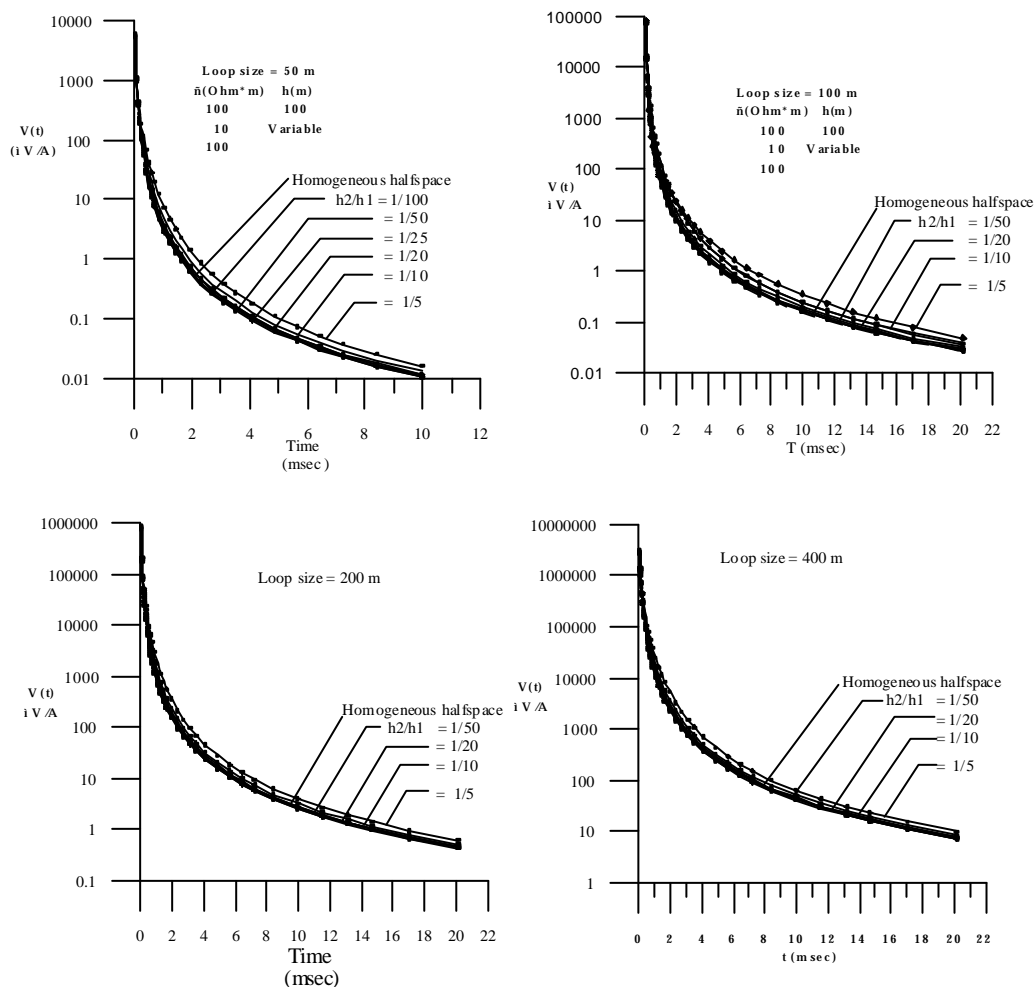 10000
1000
100
10
1
0.1
0.01
V(t)
(ì V/A)
Loop size = 50 m
ñ(Ohm*m) h(m)
100 100
10 Variable
100
Homogeneous halfspace
h2/h1 = 1/100
= 1/50
= 1/25
= 1/20
= 1/10
= 1/5
0 2 4 6 8 10 12
Time
(msec)
100000
10000
1000
100
10
1
0.1
0.01
V(t)
ì V/A
Loop size = 100 m
ñ(Ohm*m) h(m)
100 100
10 Variable
100
Homogeneous halfspace
h2/h1 = 1/50
= 1/20
= 1/10
= 1/5
0 2 4 6 8 10 12 14 16 18 20 22
T (msec)
1000000
100000
10000
1000
100
10
1
0.1
V(t)
ì V/A
Loop size = 200 m
Homogeneous halfspace
h2/h1 = 1/50
= 1/20
= 1/10
= 1/5
0 2 4 6 8 10 12 14 16 18 20 22
Time
(msec)
10000000
1000000
100000
10000
1000
100
10
1
V(t)
ì V/A
Loop size = 400 m
Homogeneous halfspace
h2/h1 = 1/50
= 1/20
= 1/10
= 1/5
0 2 4 6 8 10 12 14 16 18 20 22
t (msec)